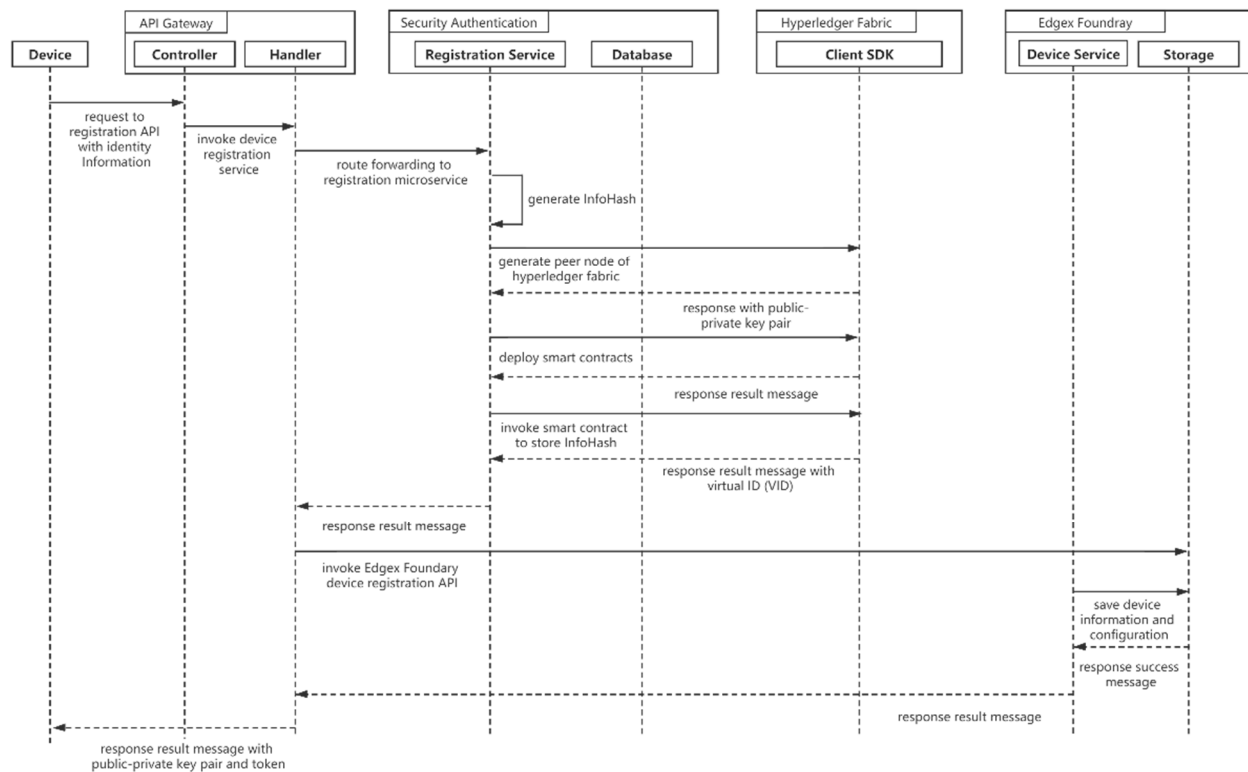 API Gateway
Security Authentication
Hyperledger Fabric
Edgex Foundray
Device
Controller
Handler
Registration Service
Database
Client SDK
Device Service
Storage
request to
registration API
with identity
Information
invoke device
registration
service
route forwarding to
registration microservice
generate InfoHash
generate peer node of
hyperledger fabric
response with public-
private key pair
deploy smart contracts
response result message
invoke smart contract
to store InfoHash
response result message with
virtual ID (VID)
response result message
invoke Edgex Foundary
device registration API
save device
information and
configuration
response success
message
response result message
response result message with
public-private key pair and token